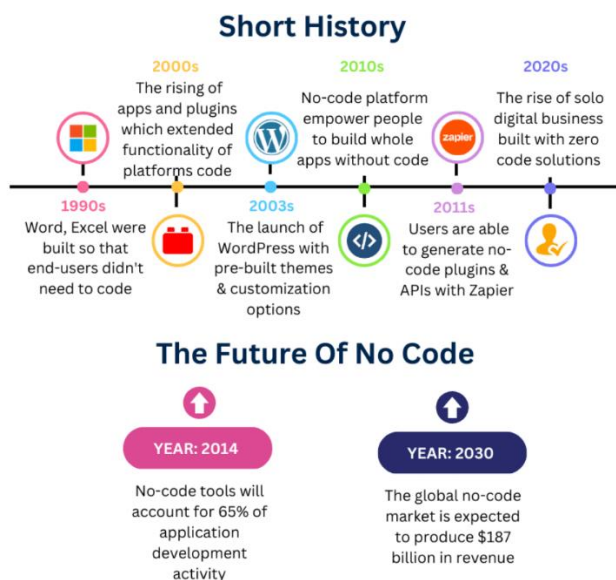 Short History
2000s
The rising of
apps and plugins
which extended
functionality of
platforms code
2010s
No-code platform
empower people
to build whole
apps without code
2020s
The rise of solo
digital business
built with zero
code solutions
zapier
1990s
Word, Excel were
built so that
end-users didn't
need to code
2003s
The launch of
WordPress with
pre-built themes
& customization
options
</>
2011s
Users are able
to generate no-
code plugins &
APIs with Zapier
The Future Of No Code
YEAR: 2014
No-code tools will
account for 65% of
application
development
activity
YEAR: 2030
The global no-code
market is expected
to produce $187
billion in revenue